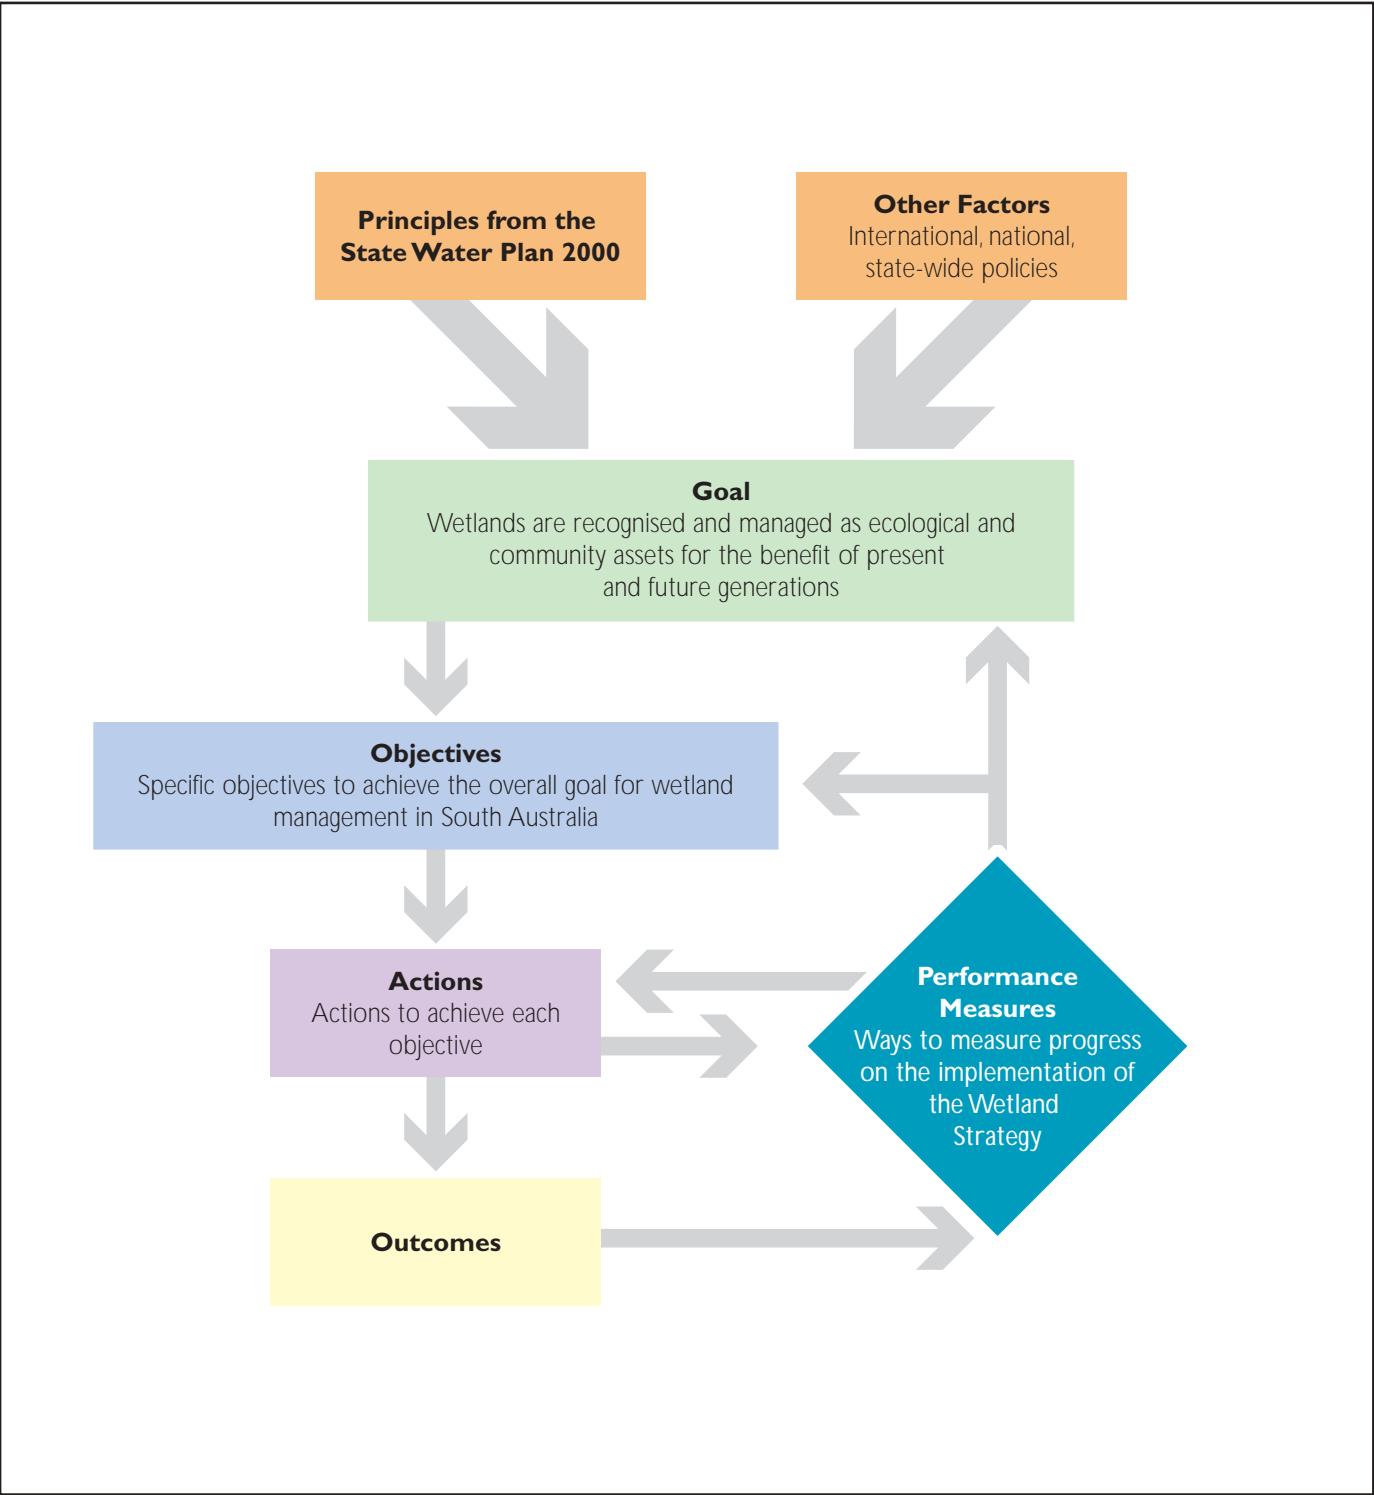 Principles from the
State Water Plan 2000
Other Factors
International, national,
state-wide policies
Goal
Wetlands are recognised and managed as ecological and
community assets for the benefit of present
and future generations
Objectives
Specific objectives to achieve the overall goal for wetland
management in South Australia
Actions
Actions to achieve each
objective
Performance
Measures
Ways to measure progress
on the implementation of
the Wetland
Strategy
Outcomes